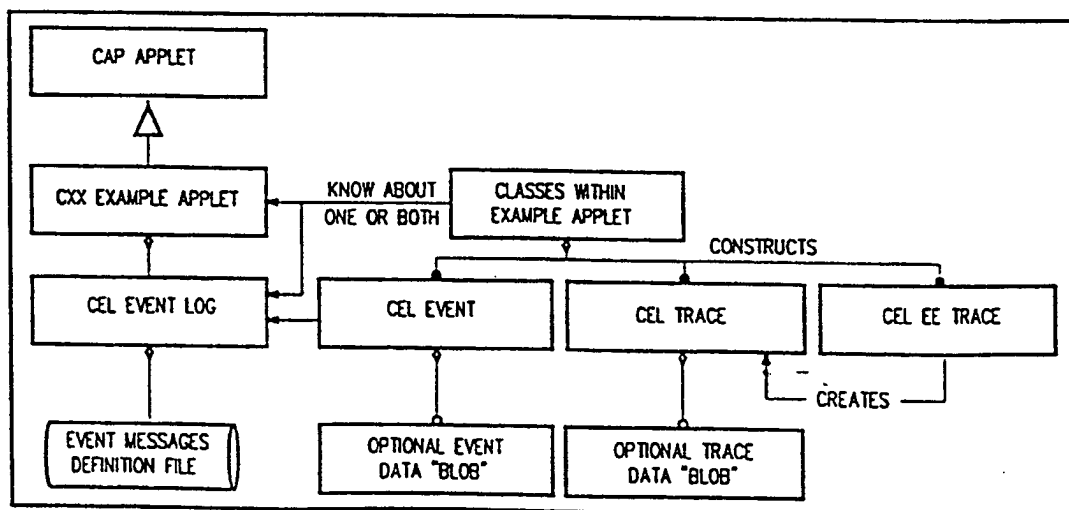 CAP APPLET
CXX EXAMPLE APPLET
KNOW ABOUT
ONE OR BOTH
CLASSES WITHIN
EXAMPLE APPLET
CONSTRUCTS
CEL EVENT LOG
CEL EVENT
CEL TRACE
CEL EE TRACE
CREATES
EVENT MESSAGES
DEFINITION FILE
OPTIONAL EVENT
DATA "BLOB"
OPTIONAL TRACE
DATA "BLOB"